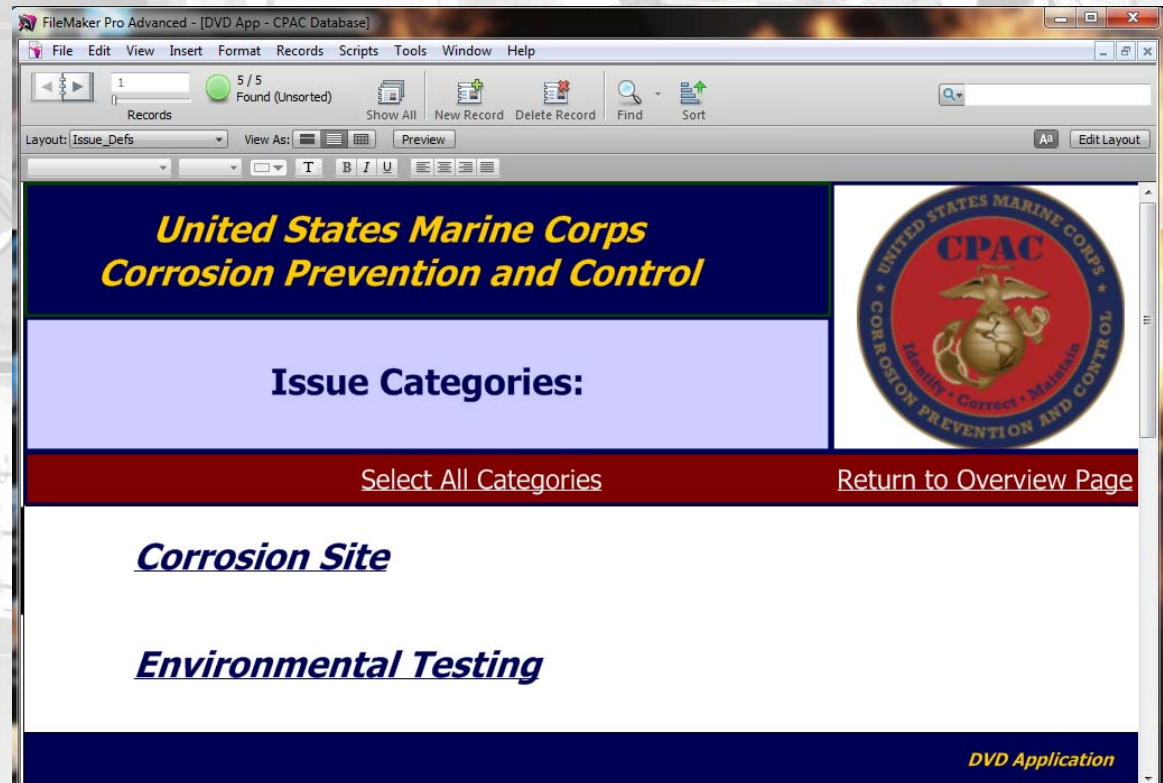 FileMaker Pro Advanced - [DVD App - CPAC Database]
File Edit View Insert Format Records Scripts Tools Window Help
1
Records
5 / 5
Found (Unsorted)
Show All New Record Delete Record Find Sort
Layout: Issue_Defs View As: Preview Aa Edit Layout
T B I U
United States Marine Corps
Corrosion Prevention and Control
UNITED STATES MARINE CORPS
CPAC
Identify • Correct • Maintain
CORROSION PREVENTION AND CONTROL
Issue Categories:
Select All Categories Return to Overview Page
Corrosion Site
Environmental Testing
DVD Application